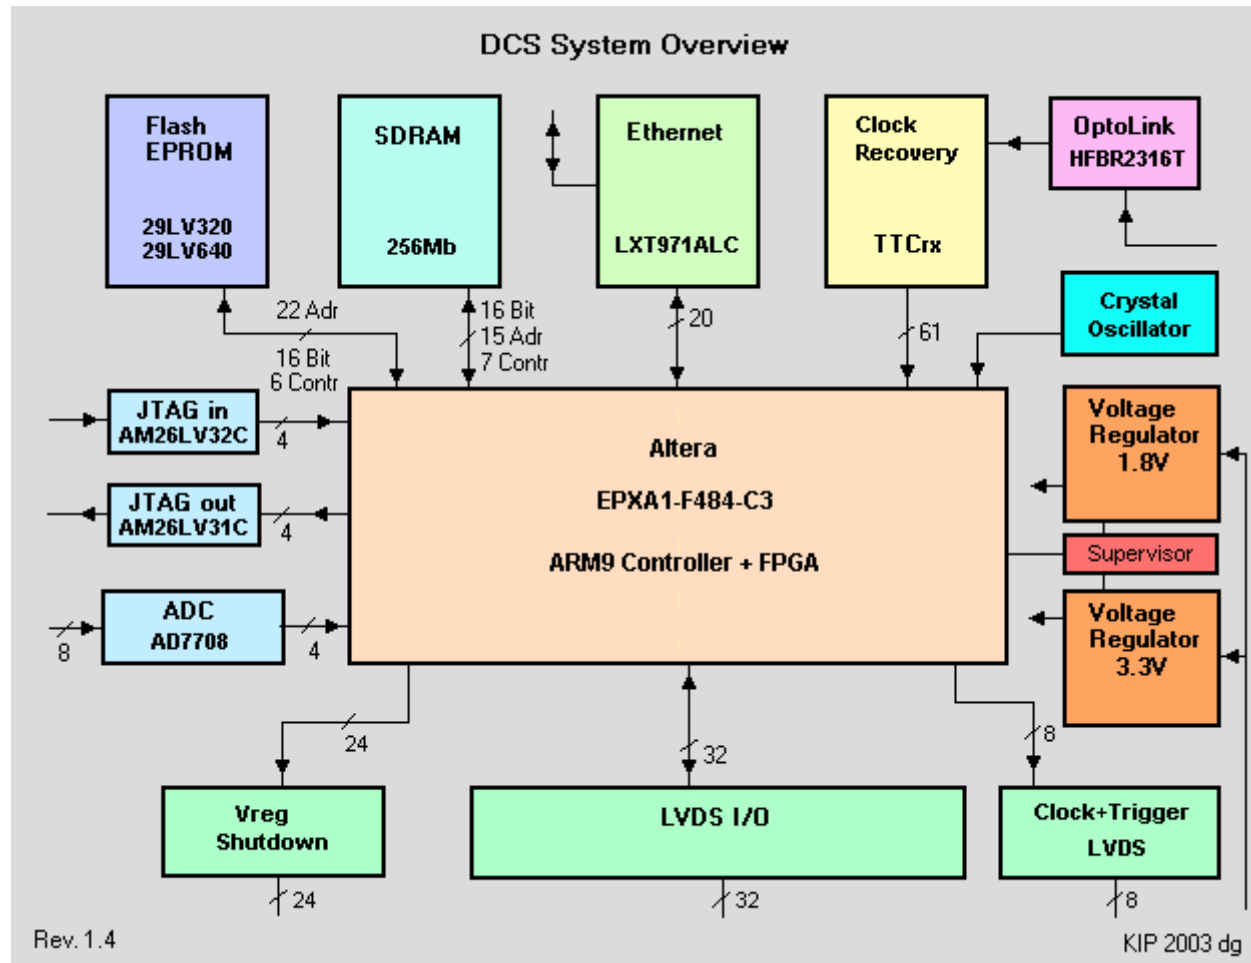 DCS System Overview
Flash
EPROM
29LV320
29LV640
SDRAM
256Mb
Ethernet
LXT971ALC
Clock
Recovery
TTCrx
OptoLink
HFBR2316T
Crystal
Oscillator
22 Adr
16 Bit
6 Contr
16 Bit
15 Adr
7 Contr
20
61
JTAG in
AM26LV32C
4
JTAG out
AM26LV31C
4
ADC
AD7708
8
4
Altera
EPXA1-F484-C3
ARM9 Controller + FPGA
Voltage
Regulator
1.8V
Supervisor
Voltage
Regulator
3.3V
24
32
8
Vreg
Shutdown
LVDS I/O
Clock+Trigger
LVDS
24
32
8
Rev. 1.4
KIP 2003 dg